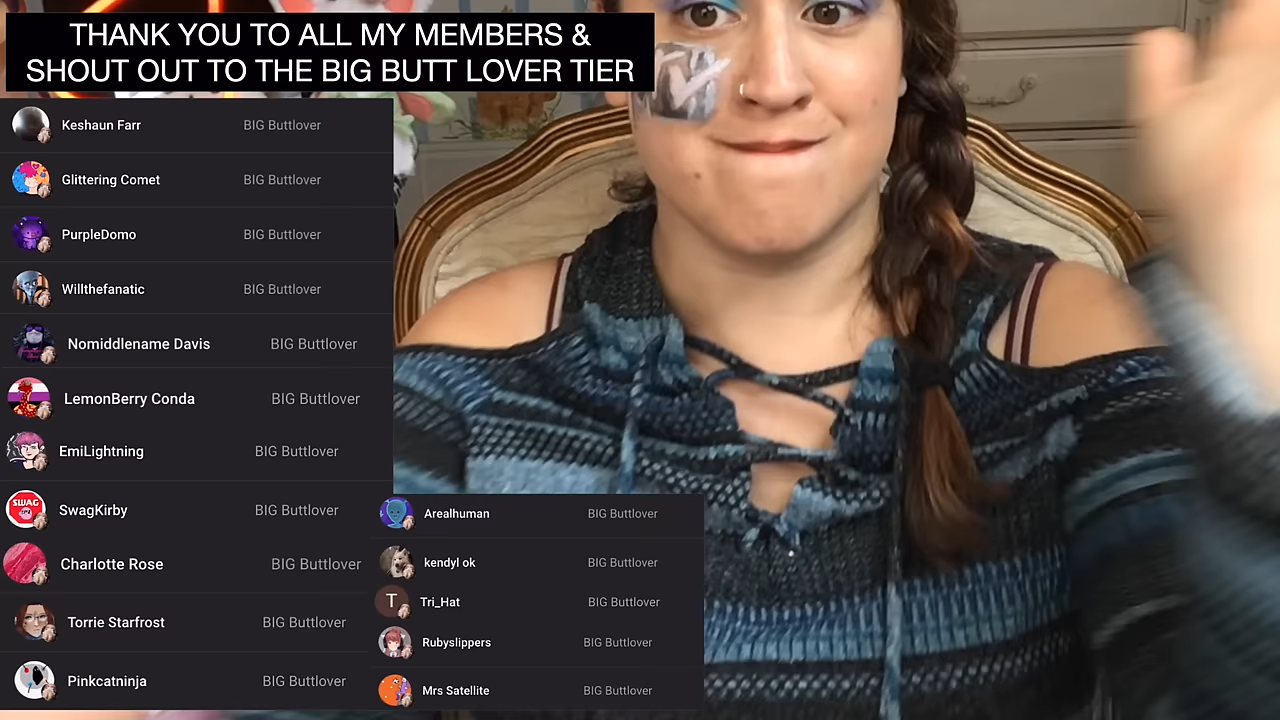 THANK YOU TO ALL MY MEMBERS &
SHOUT OUT TO THE BIG BUTT LOVER TIER
Keshaun Farr BIG Buttlover
Glittering Comet BIG Buttlover
PurpleDomo BIG Buttlover
Willthefanatic BIG Buttlover
Nomiddlename Davis BIG Buttlover
LemonBerry Conda BIG Buttlover
EmiLightning BIG Buttlover
SWAG
SwagKirby BIG Buttlover
Charlotte Rose BIG Buttlover
Torrie Starfrost BIG Buttlover
Pinkcatninja BIG Buttlover
Arealhuman BIG Buttlover
kendyl ok BIG Buttlover
T
Tri_Hat BIG Buttlover
Rubyslippers BIG Buttlover
Mrs Satellite BIG Buttlover